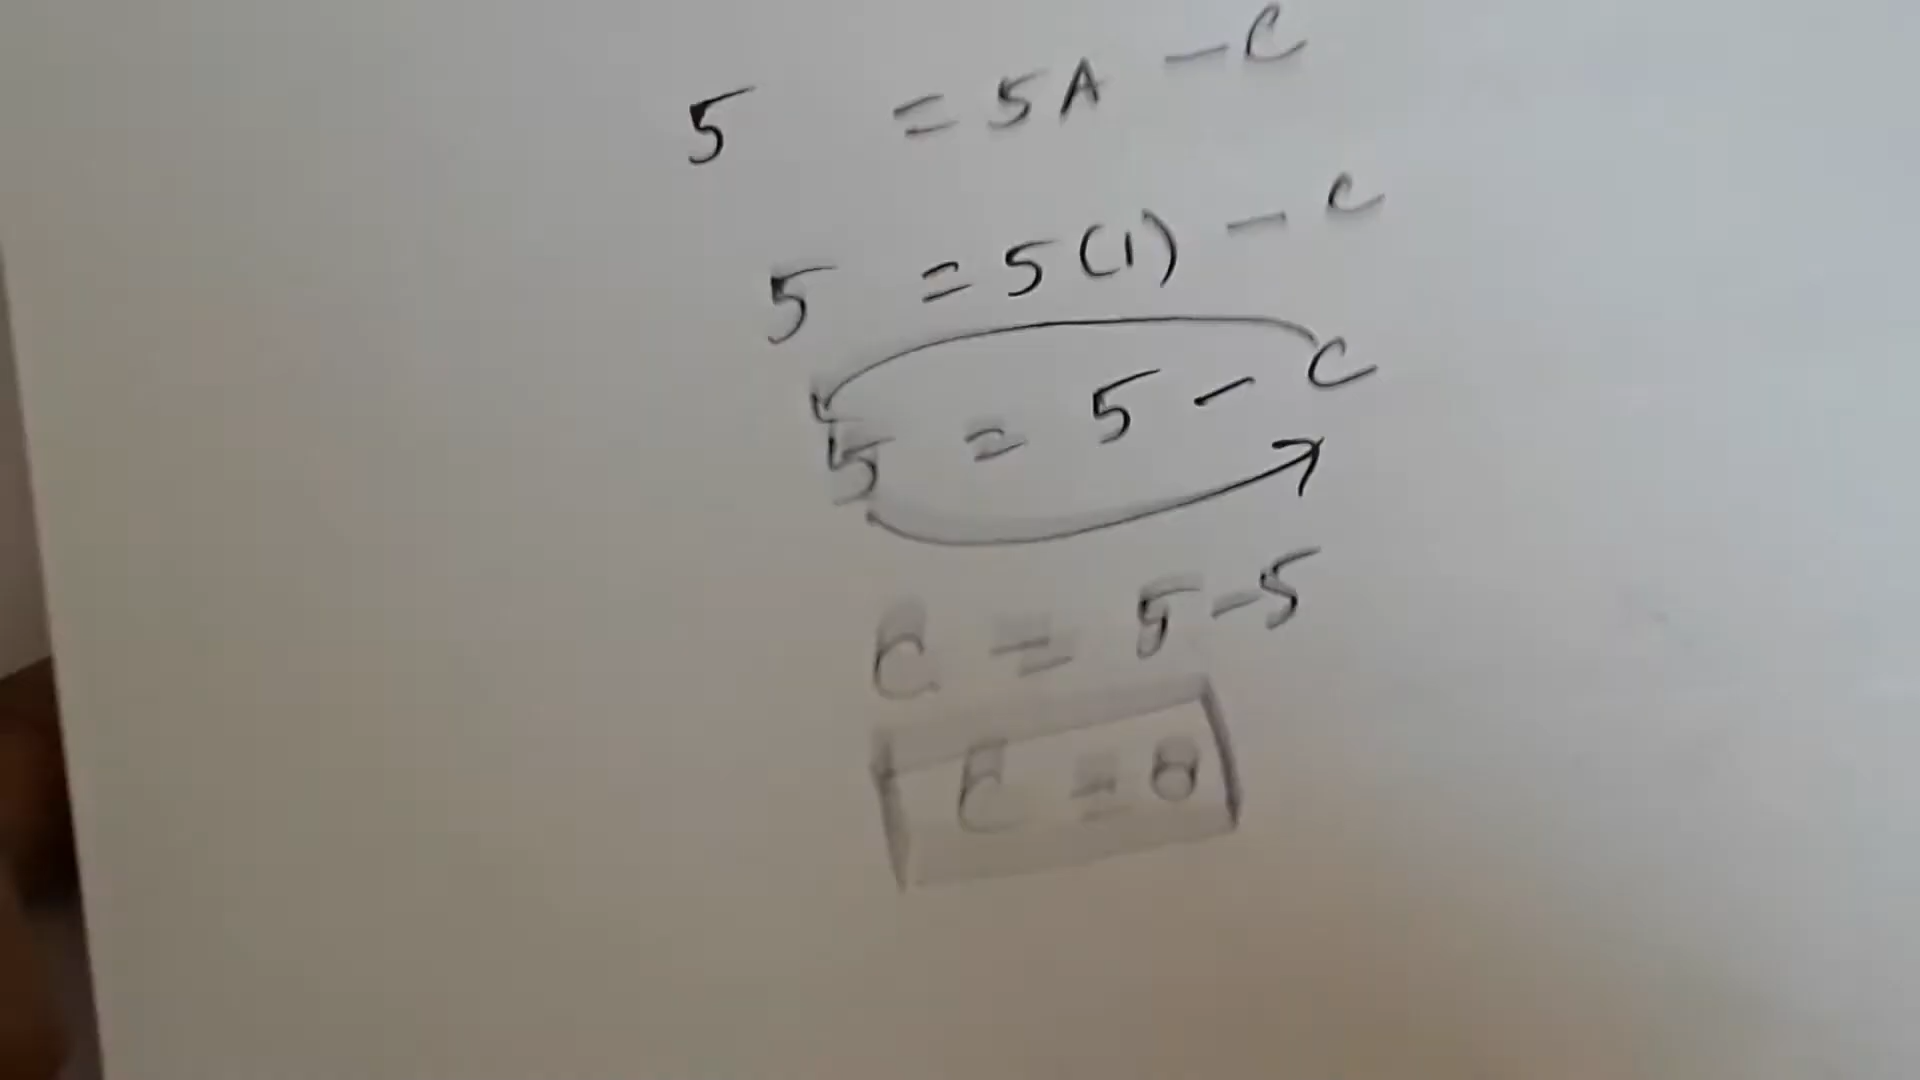 5 = 5A - C
5 = 5(1) - C
5 = 5 - C
C = 5 - 5
C = 0